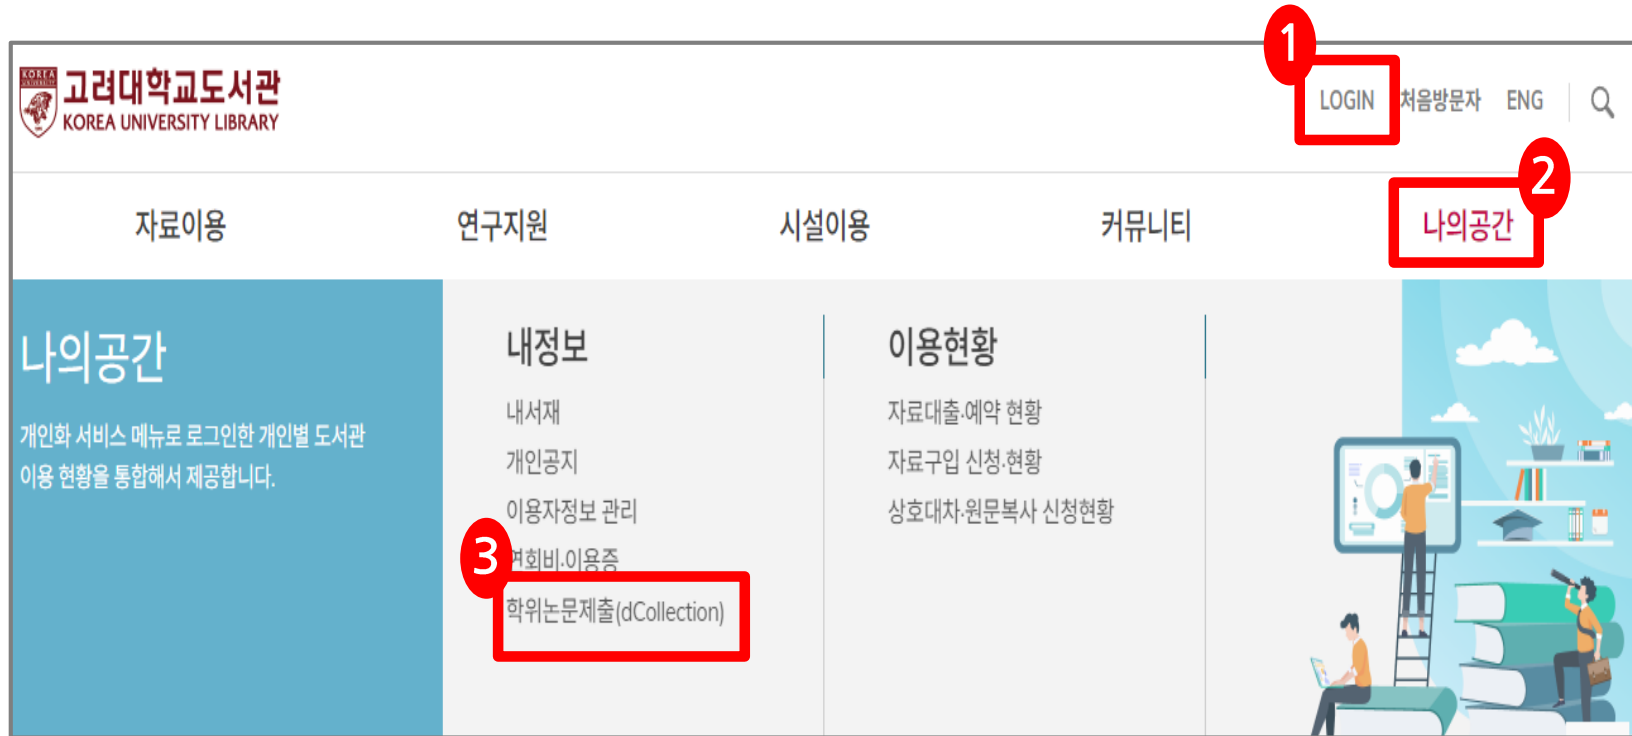 1
KOREA
고려대학교도서관
KOREA UNIVERSITY LIBRARY
LOGIN 처음방문자 ENG
2
자료이용 연구지원 시설이용 커뮤니티 나의공간
나의공간
개인화 서비스 메뉴로 로그인한 개인별 도서관
이용 현황을 통합해서 제공합니다.
내정보
내서재
개인공지
이용자정보 관리
3
연회비·이용증
학위논문제출(dCollection)
이용현황
자료대출·예약 현황
자료구입 신청·현황
상호대차·원문복사 신청현황